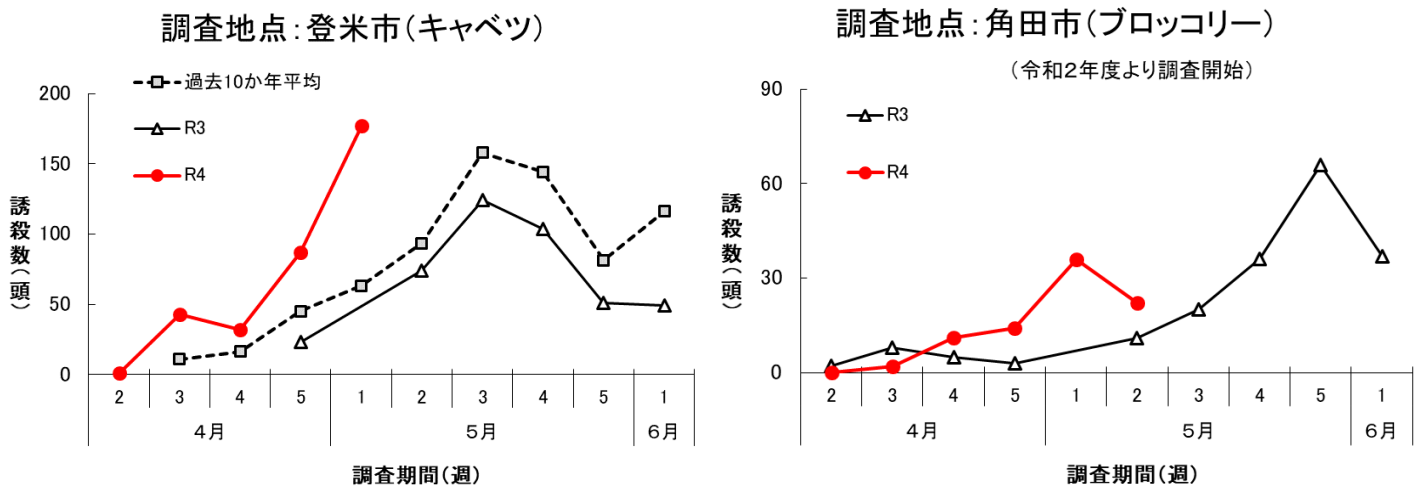 調査地点：登米市（キャベツ）
過去10か年平均
R3
R4
200
150
100
50
0
誘殺数（頭）
2 3 4 5 1 2 3 4 5 1
4月 5月 6月
調査期間（週）
調査地点：角田市（ブロッコリー）
（令和２年度より調査開始）
R3
R4
90
60
30
0
誘殺数（頭）
2 3 4 5 1 2 3 4 5 1
4月 5月 6月
調査期間（週）